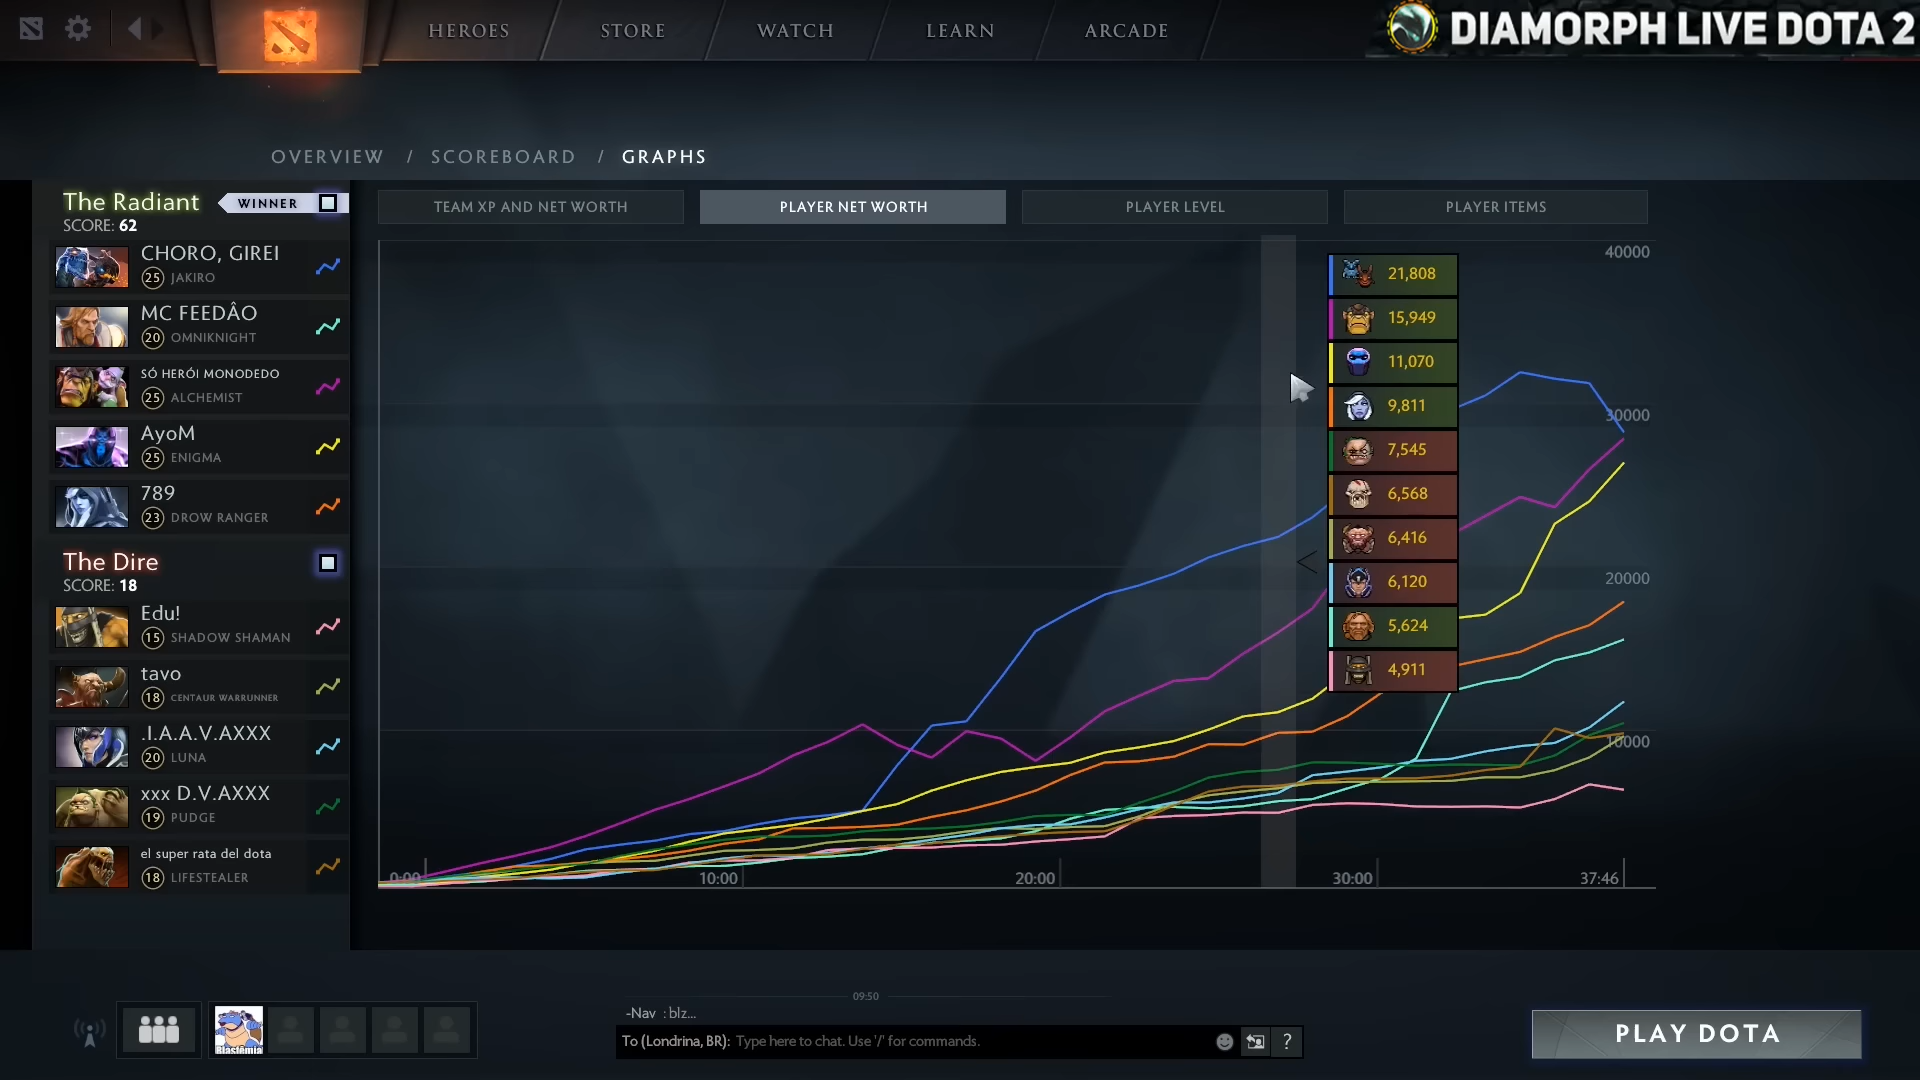 HEROES
STORE
WATCH
LEARN
ARCADE
DIAMORPH LIVE DOTA 2
OVERVIEW / SCOREBOARD / GRAPHS
The Radiant
WINNER
SCORE: 62
CHORO, GIREI
25 JAKIRO
MC FEEDÂO
20 OMNIKNIGHT
SÓ HERÓI MONODEDO
25 ALCHEMIST
AyoM
25 ENIGMA
789
23 DROW RANGER
The Dire
SCORE: 18
Edu!
15 SHADOW SHAMAN
tavo
18 CENTAUR WARRUNNER
.I.A.A.V.AXXX
20 LUNA
xxx D.V.AXXX
19 PUDGE
el super rata del dota
18 LIFESTEALER
TEAM XP AND NET WORTH
PLAYER NET WORTH
PLAYER LEVEL
PLAYER ITEMS
40000
30000
20000
10000
21,808
15,949
11,070
9,811
7,545
6,568
6,416
6,120
5,624
4,911
0:00
10:00
20:00
30:00
37:46
Blastêmia
09:50
-Nav : blz...
To (Londrina, BR): Type here to chat. Use '/' for commands.
?
PLAY DOTA